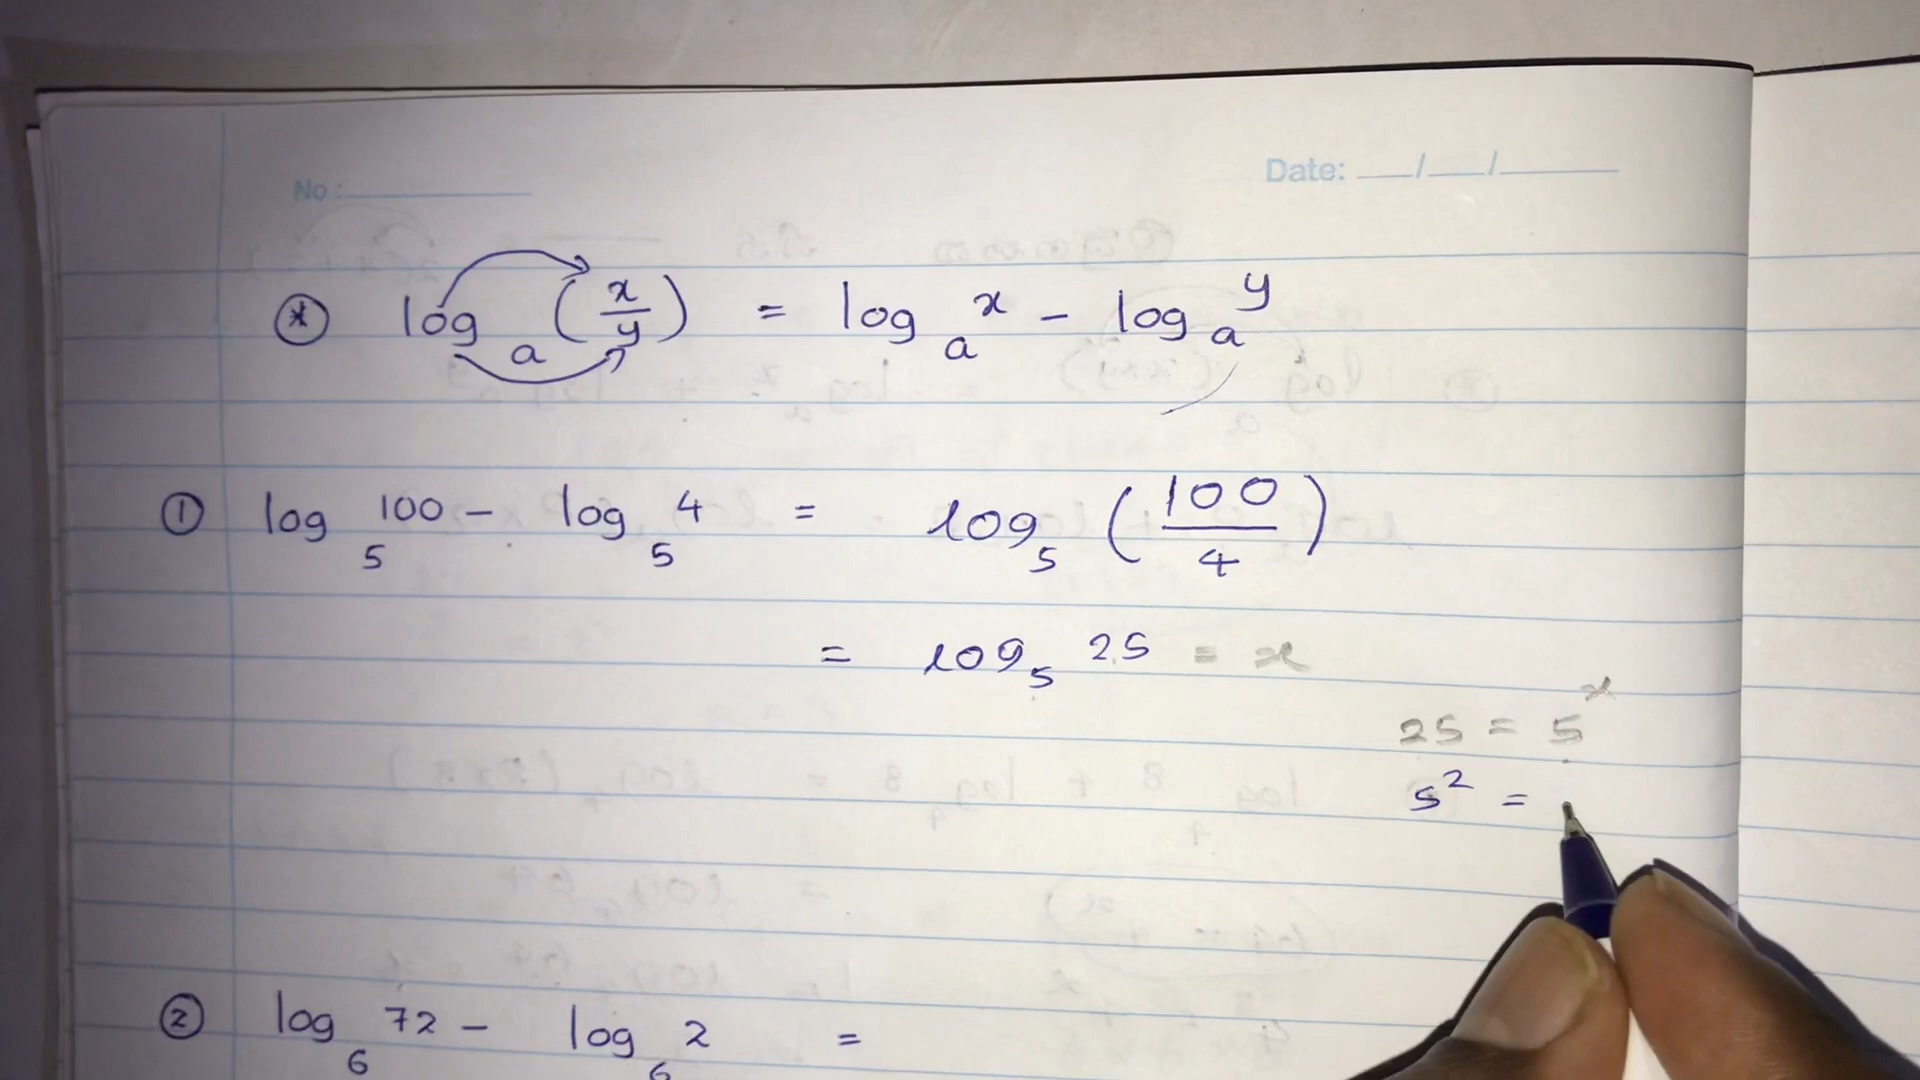 No: Date: __/__/____
* log_a (x/y) = log_a x - log_a y
① log_5 100 - log_5 4 = log_5 (100/4)
= log_5 25 = x
25 = 5^x
5^2 =
② log_6 72 - log_6 2 =